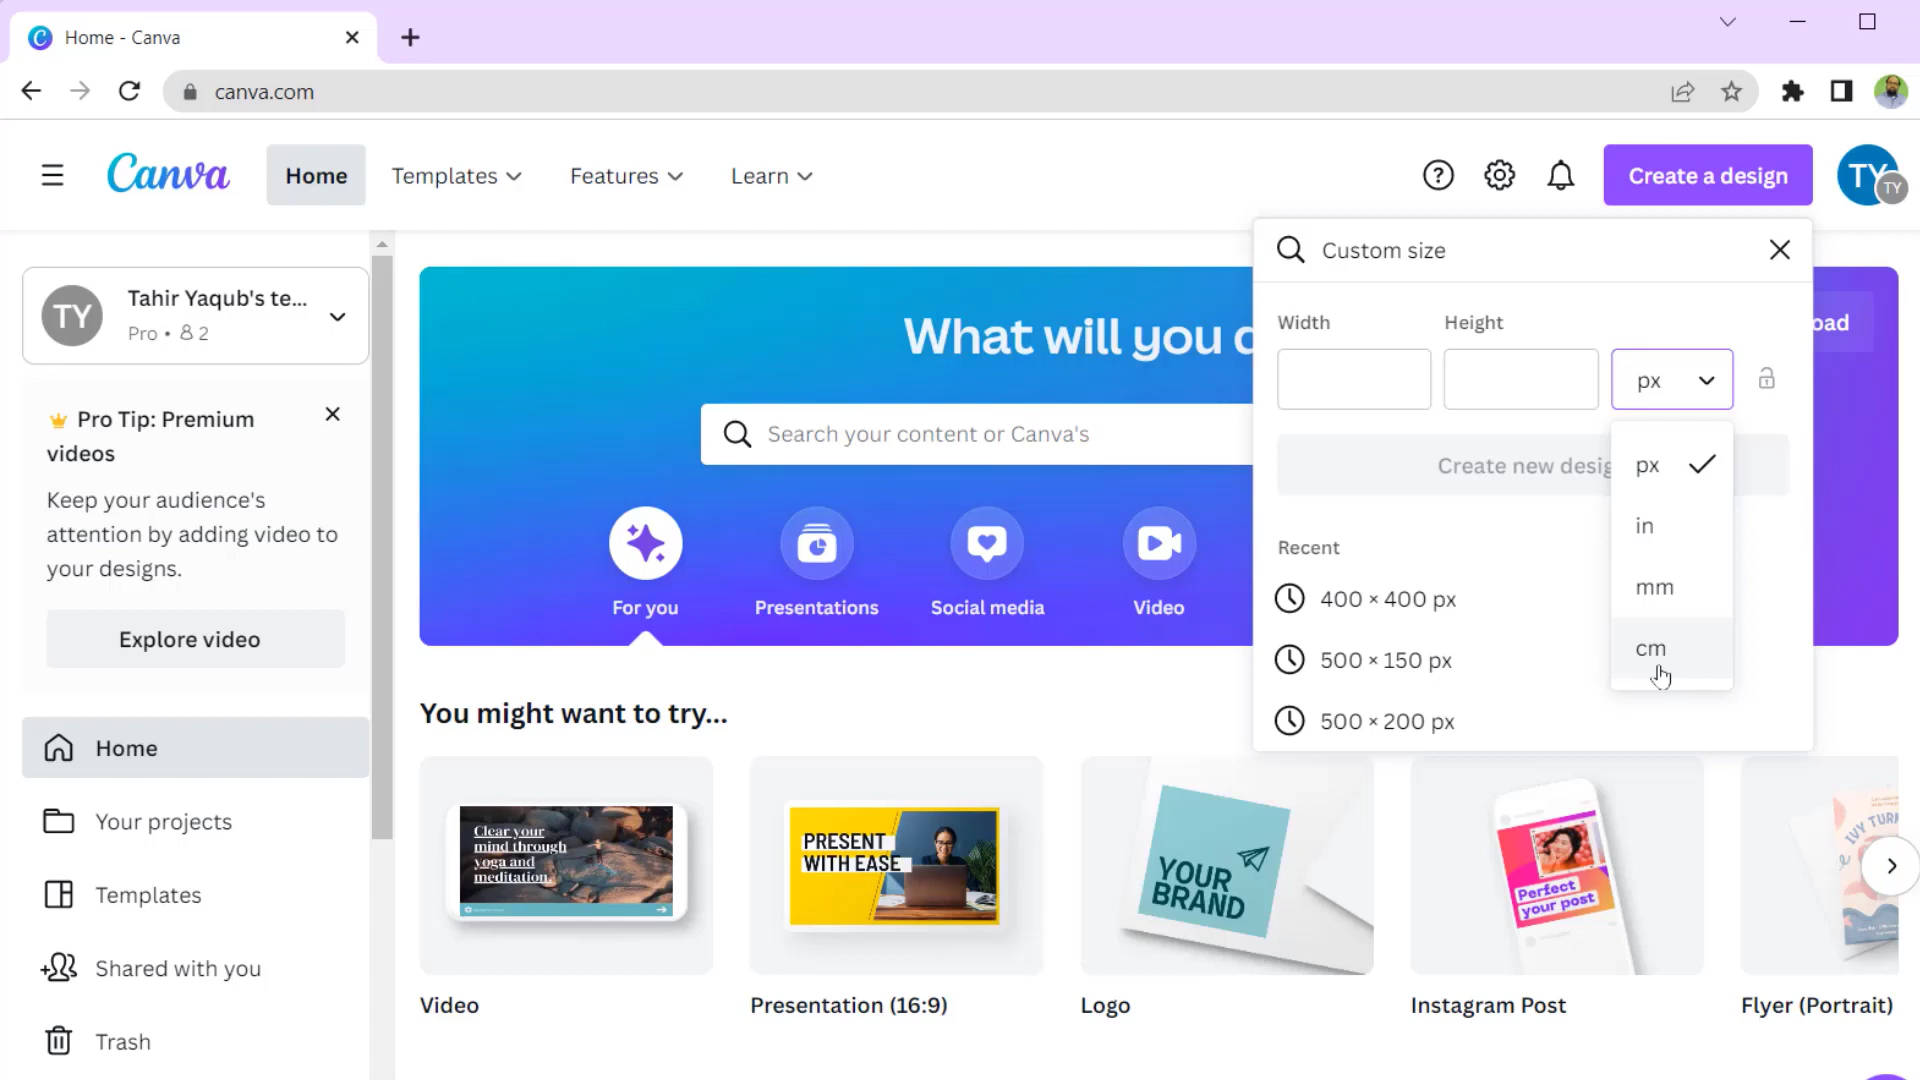 Home - Canva
canva.com
Canva
Home
Templates
Features
Learn
Create a design
TY
TY
Tahir Yaqub's te...
TY
Pro • 2
Pro Tip: Premium
videos
Keep your audience's
attention by adding video to
your designs.
Explore video
Home
Your projects
Templates
Shared with you
Trash
What will you d
oad
Search your content or Canva's
For you
Presentations
Social media
Video
Custom size
Width
Height
px
Create new desig
px
in
mm
cm
Recent
400 × 400 px
500 × 150 px
500 × 200 px
You might want to try...
Clear your
mind through
yoga and
meditation.
PRESENT
WITH EASE
YOUR
BRAND
Perfect
your post
IVY TURN
Video
Presentation (16:9)
Logo
Instagram Post
Flyer (Portrait)